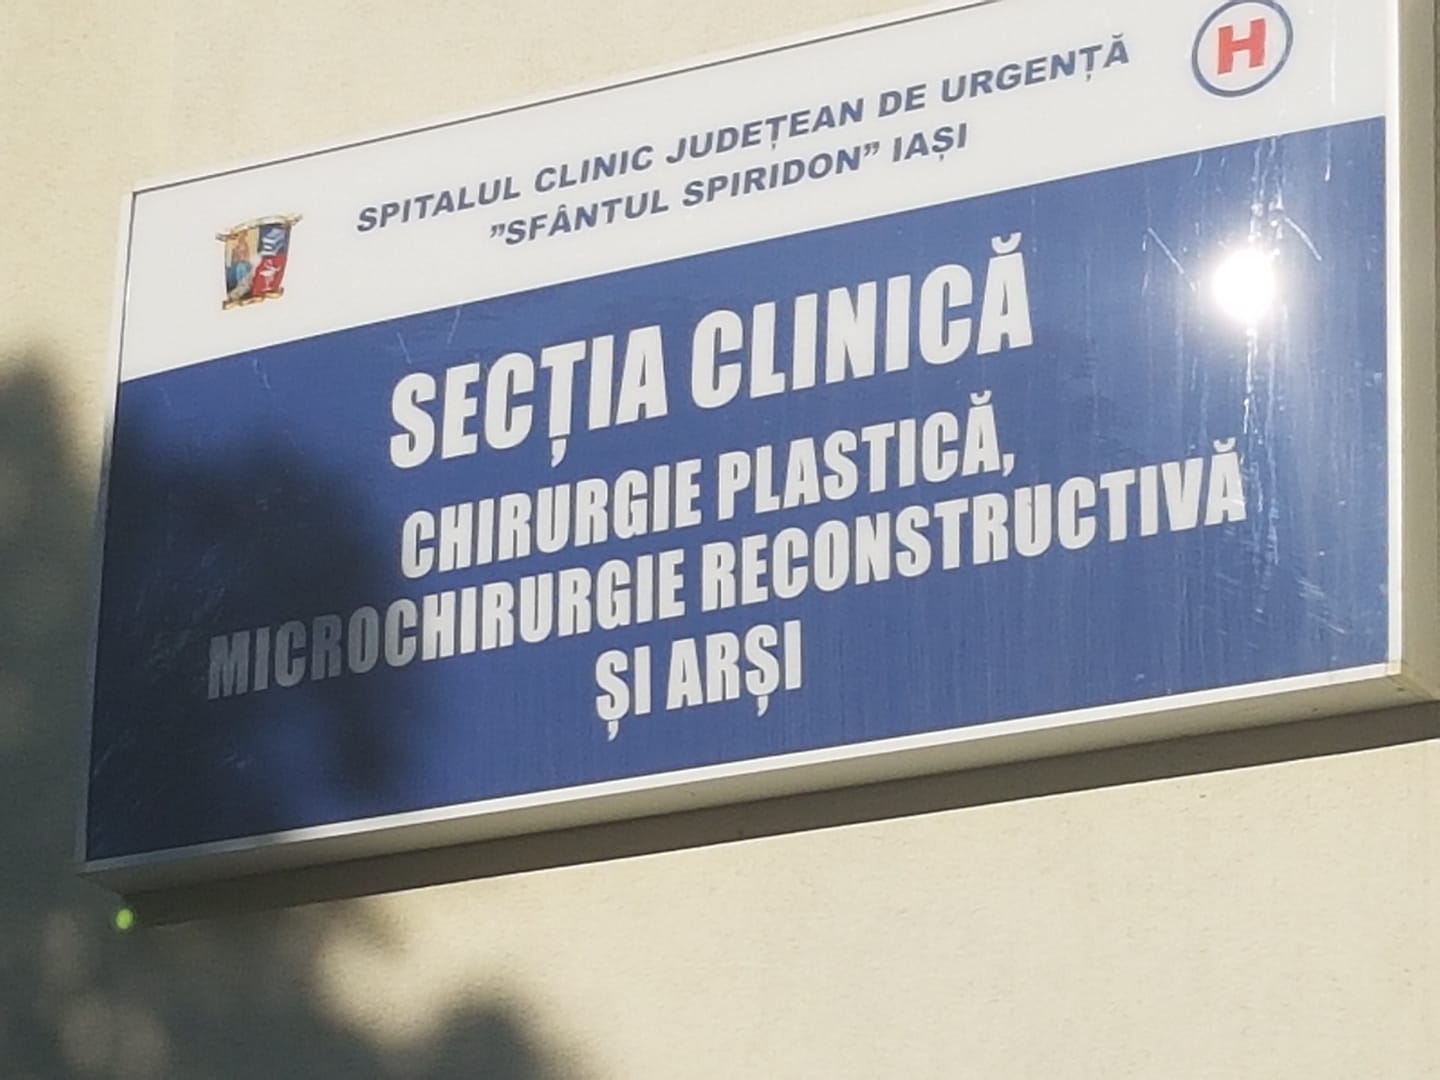 SPITALUL CLINIC JUDEȚEAN DE URGENȚĂ
”SFÂNTUL SPIRIDON” IAȘI
H
SECȚIA CLINICĂ
CHIRURGIE PLASTICĂ,
MICROCHIRURGIE RECONSTRUCTIVĂ
ȘI ARȘI